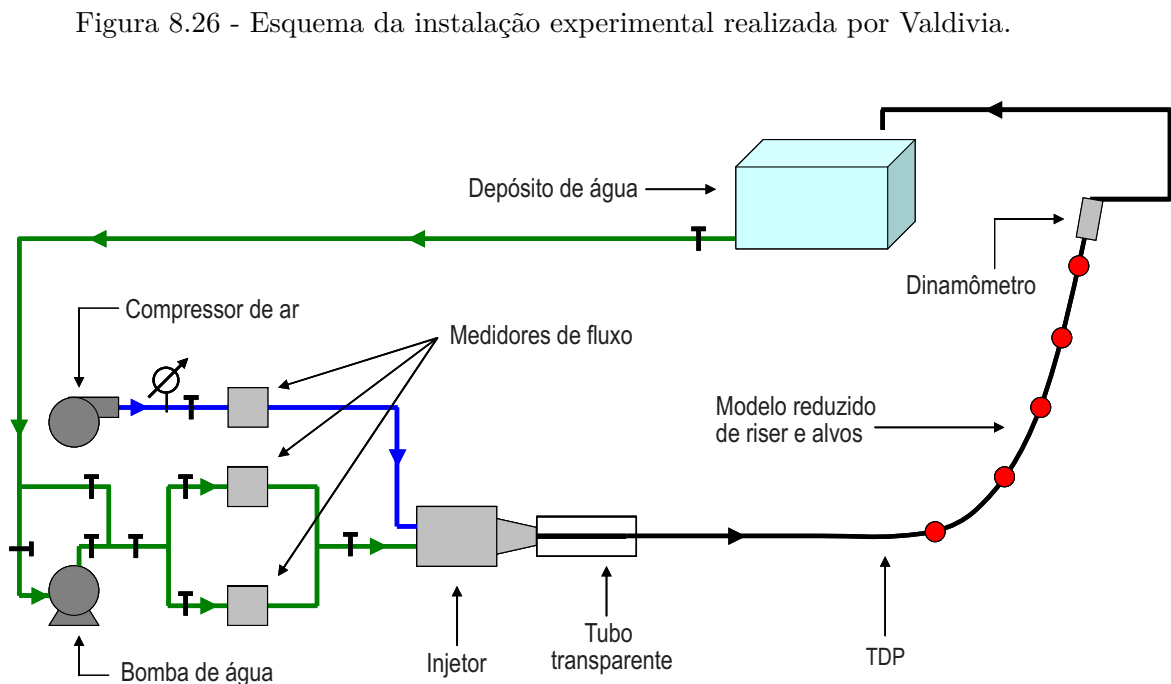 Figura 8.26 - Esquema da instalação experimental realizada por Valdivia.
Depósito de água
Dinamômetro
Compressor de ar
Medidores de fluxo
Modelo reduzido
de riser e alvos
Injetor
Tubo
transparente
TDP
Bomba de água